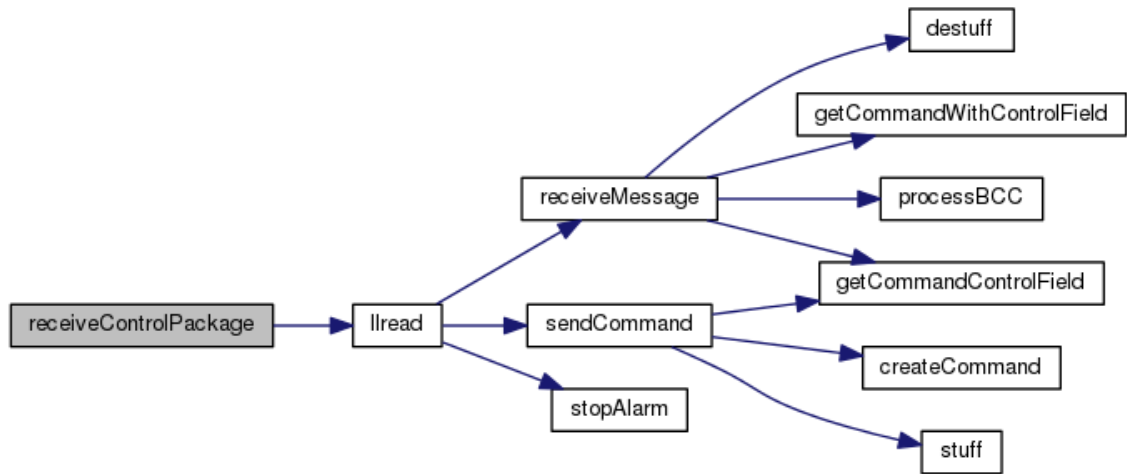 destuff
getCommandWithControlField
receiveMessage
processBCC
getCommandControlField
receiveControlPackage
llread
sendCommand
createCommand
stopAlarm
stuff